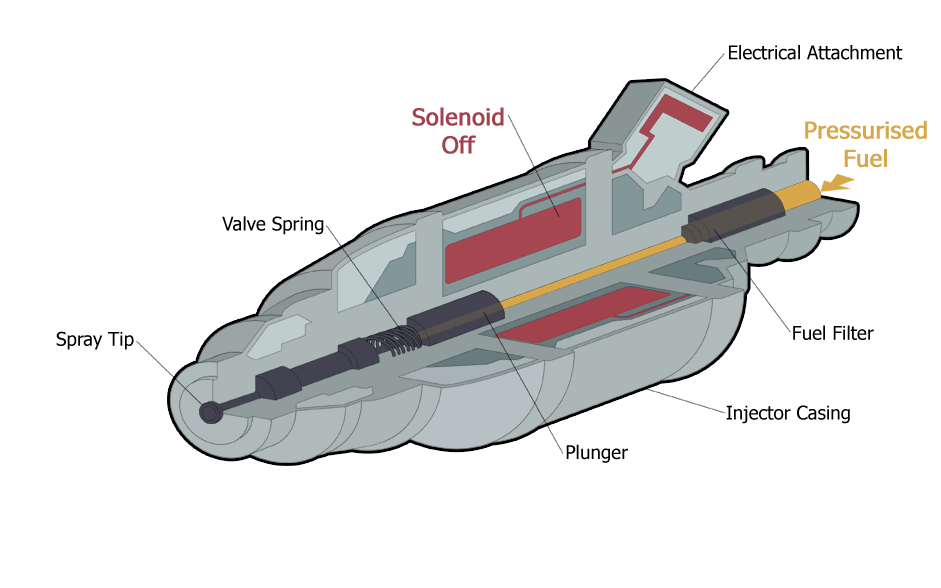 Electrical Attachment
Solenoid
Off
Pressurised
Fuel
Valve Spring
Spray Tip
Fuel Filter
Injector Casing
Plunger